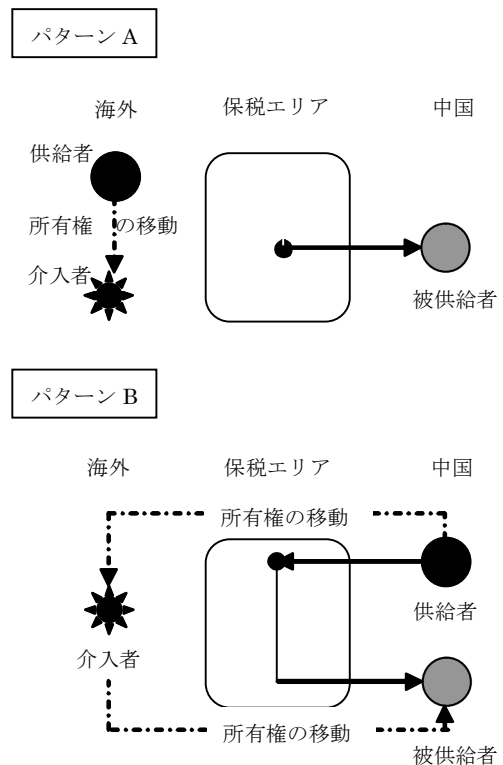 パターン A
海外 保税エリア 中国
供給者
所有権 の移動
介入者
被供給者
パターン B
海外 保税エリア 中国
所有権の移動
供給者
介入者
所有権の移動
被供給者